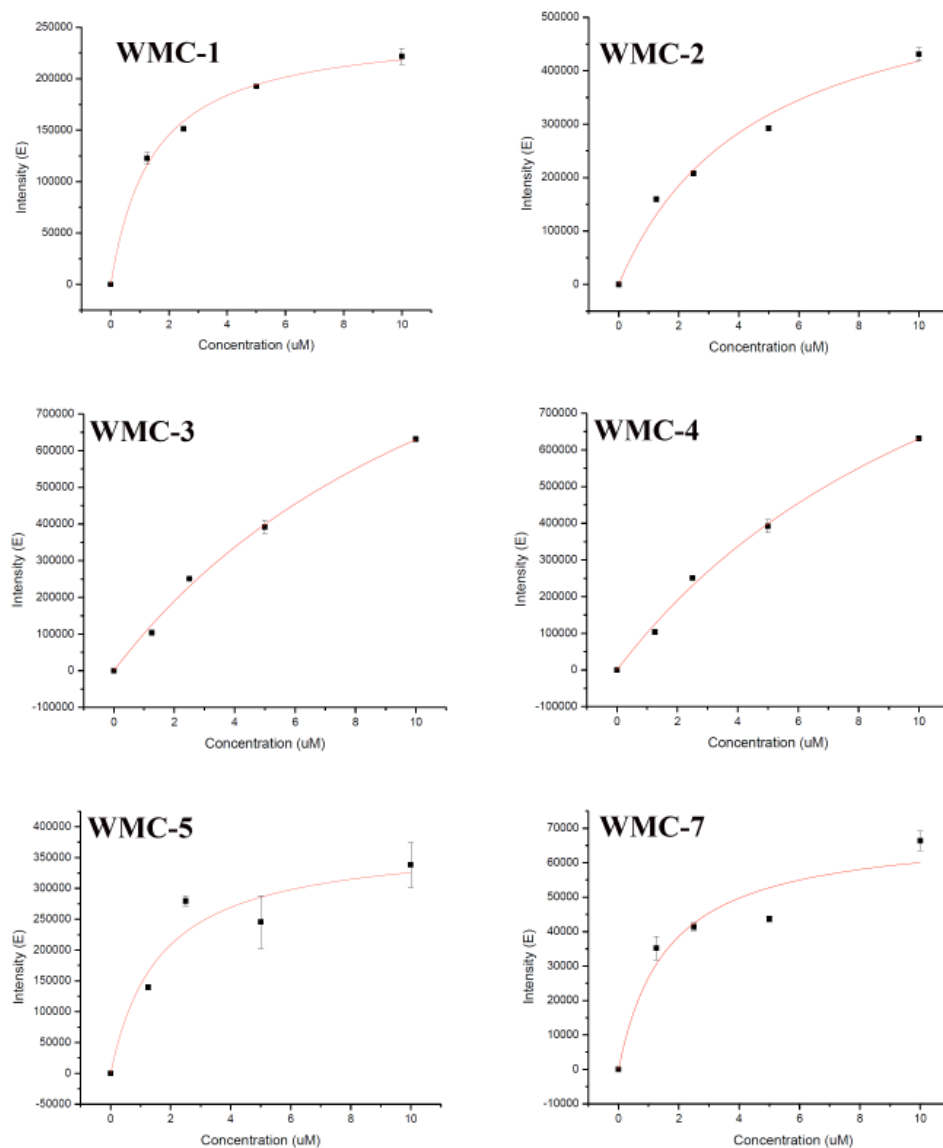 WMC-1
250000
200000
150000
100000
50000
0
Intensity (E)
0 2 4 6 8 10
Concentration (uM)
WMC-2
500000
400000
300000
200000
100000
0
Intensity (E)
0 2 4 6 8 10
Concentration (uM)
WMC-3
700000
600000
500000
400000
300000
200000
100000
0
-100000
Intensity (E)
0 2 4 6 8 10
Concentration (uM)
WMC-4
700000
600000
500000
400000
300000
200000
100000
0
-100000
Intensity (E)
0 2 4 6 8 10
Concentration (uM)
WMC-5
400000
350000
300000
250000
200000
150000
100000
50000
0
-50000
Intensity (E)
0 2 4 6 8 10
Concentration (uM)
WMC-7
70000
60000
50000
40000
30000
20000
10000
0
-10000
Intensity (E)
0 2 4 6 8 10
Concentration (uM)